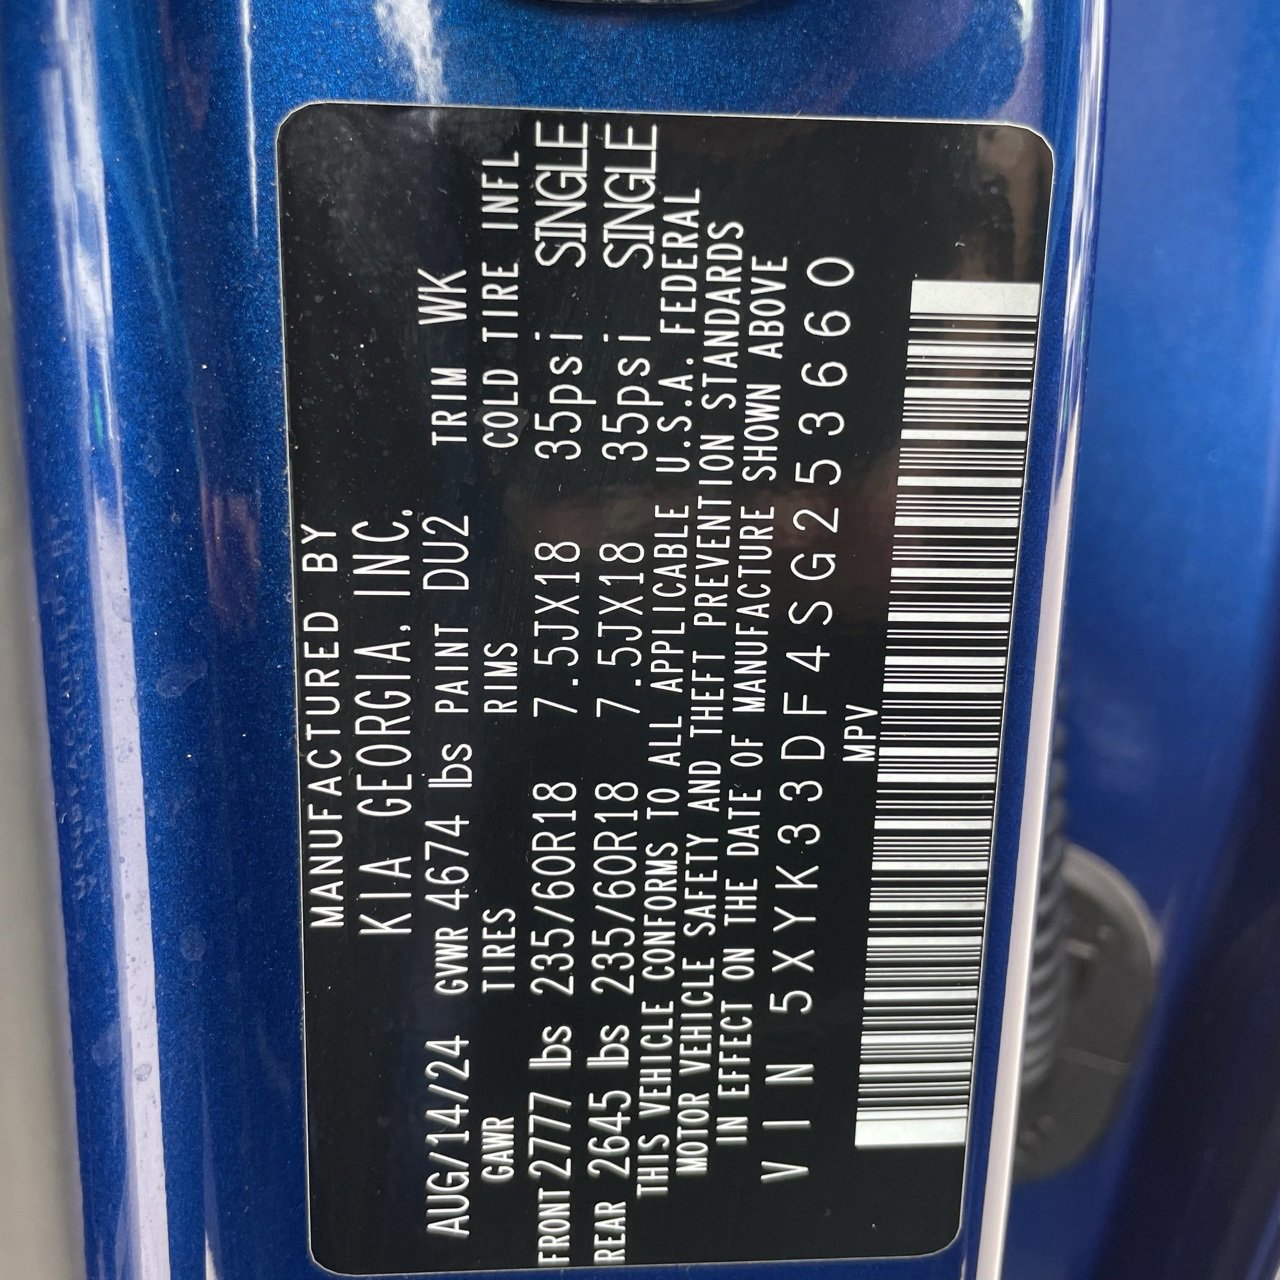 MANUFACTURED BY
KIA GEORGIA, INC.
AUG/14/24 GVWR 4674 lbs PAINT DU2 TRIM WK
GAWR TIRES RIMS COLD TIRE INFL
FRONT 2777 lbs 235/60R18 7.5JX18 35psi SINGLE
REAR 2645 lbs 235/60R18 7.5JX18 35psi SINGLE
THIS VEHICLE CONFORMS TO ALL APPLICABLE U.S.A. FEDERAL
MOTOR VEHICLE SAFETY AND THEFT PREVENTION STANDARDS
IN EFFECT ON THE DATE OF MANUFACTURE SHOWN ABOVE
VIN 5XYK33DF4SG253660
MPV